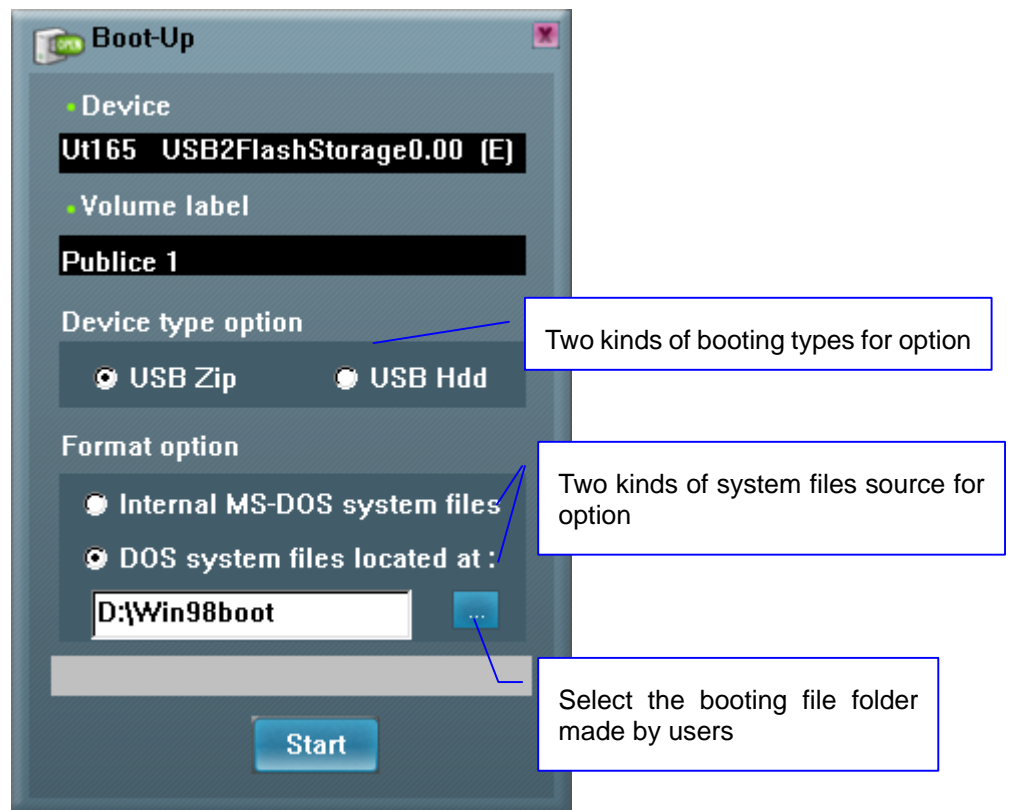 Boot-Up
Device
Ut165 USB2FlashStorage0.00 (E)
Volume label
Publice 1
Device type option
Two kinds of booting types for option
USB Zip USB Hdd
Format option
Internal MS-DOS system files
Two kinds of system files source for
option
DOS system files located at :
D:\Win98boot ...
Select the booting file folder
made by users
Start